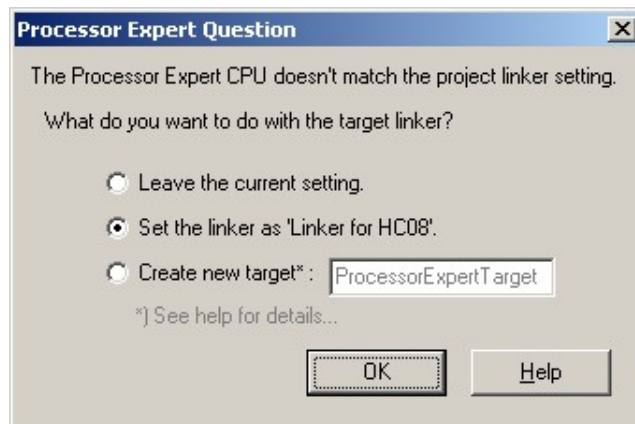 Processor Expert Question
The Processor Expert CPU doesn't match the project linker setting.
What do you want to do with the target linker?
Leave the current setting.
Set the linker as 'Linker for HC08'.
Create new target* : ProcessorExpertTarget
*) See help for details...
OK Help